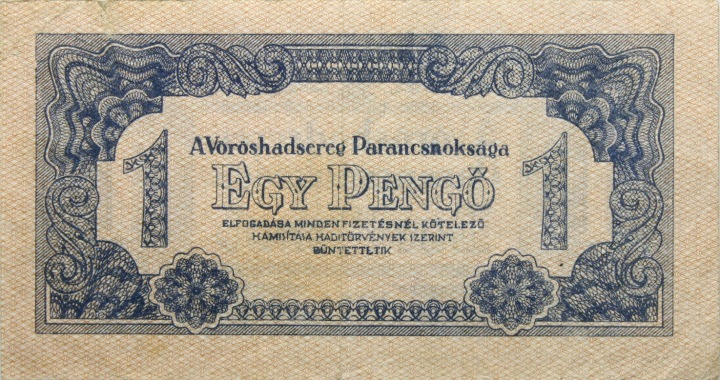 A Vöröshadsereg Parancsnoksága
1 EGY PENGŐ 1
ELFOGADÁSA MINDEN FIZETÉSNÉL KÖTELEZŐ
HAMISÍTÁSA HADITÖRVÉNYEK SZERINT
BÜNTETTETIK